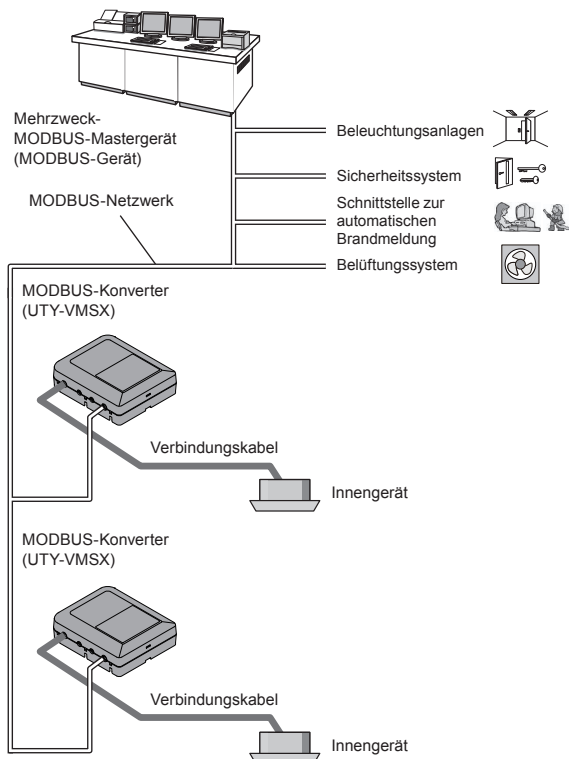 Mehrzweck-
MODBUS-Mastergerät
(MODBUS-Gerät)
Beleuchtungsanlagen
Sicherheitssystem
MODBUS-Netzwerk
Schnittstelle zur
automatischen
Brandmeldung
Belüftungssystem
MODBUS-Konverter
(UTY-VMSX)
Verbindungskabel
Innengerät
MODBUS-Konverter
(UTY-VMSX)
Verbindungskabel
Innengerät